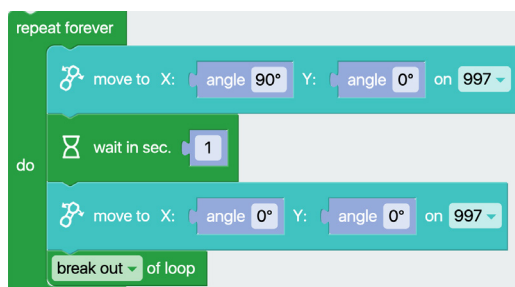 repeat forever
move to X: angle 90° Y: angle 0° on 997
do
wait in sec. 1
move to X: angle 0° Y: angle 0° on 997
break out of loop